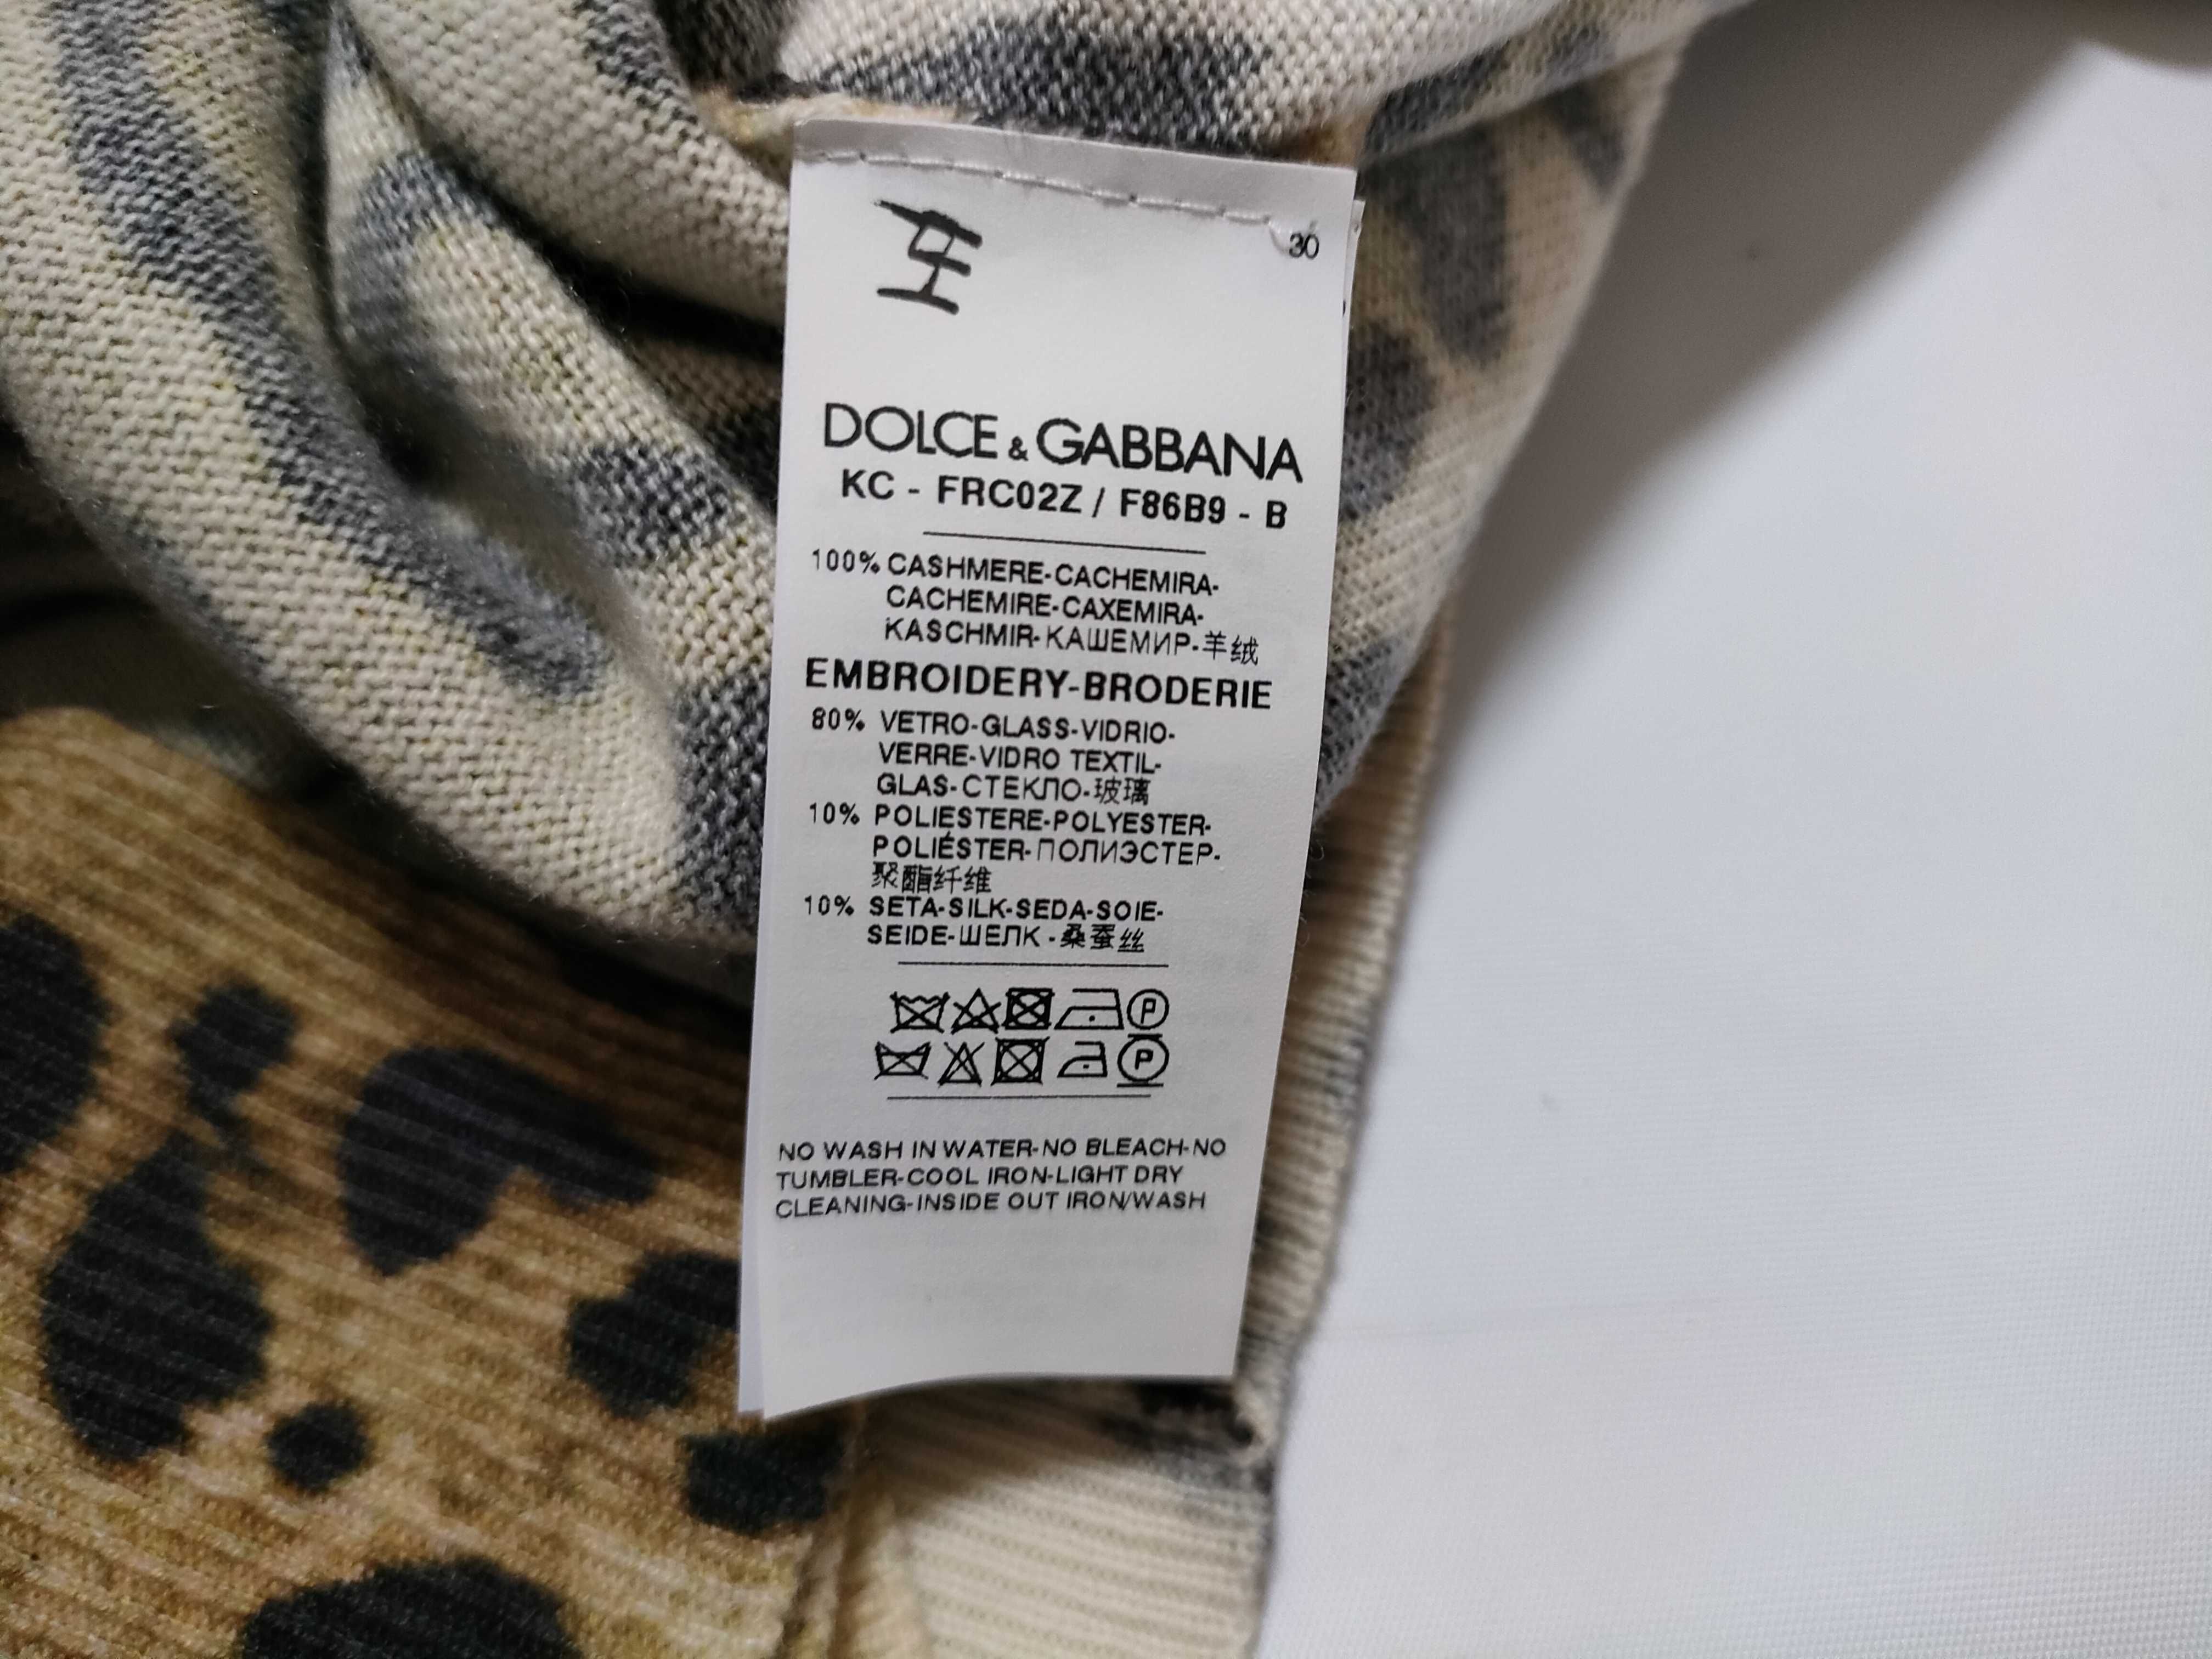 30
DOLCE & GABBANA
KC - FRC02Z / F86B9 - B
100% CASHMERE-CACHEMIRA-
CACHEMIRE-CAXEMIRA-
KASCHMIR-КАШЕМИР-羊绒
EMBROIDERY-BRODERIE
80% VETRO-GLASS-VIDRIO-
VERRE-VIDRO TEXTIL-
GLAS-СТЕКЛО-玻璃
10% POLIESTERE-POLYESTER-
POLIÉSTER-ПОЛИЭСТЕР-
聚酯纤维
10% SETA-SILK-SEDA-SOIE-
SEIDE-ШЕЛК-桑蚕丝
P
P
NO WASH IN WATER-NO BLEACH-NO
TUMBLER-COOL IRON-LIGHT DRY
CLEANING-INSIDE OUT IRON/WASH